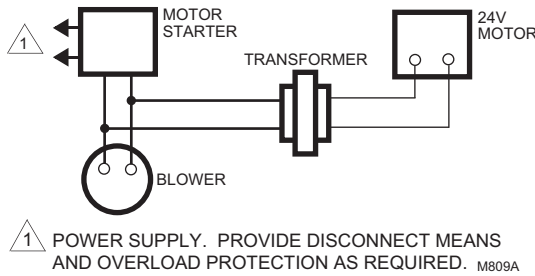 MOTOR
STARTER
24V
MOTOR
1
TRANSFORMER
BLOWER
1 POWER SUPPLY. PROVIDE DISCONNECT MEANS
AND OVERLOAD PROTECTION AS REQUIRED. M809A